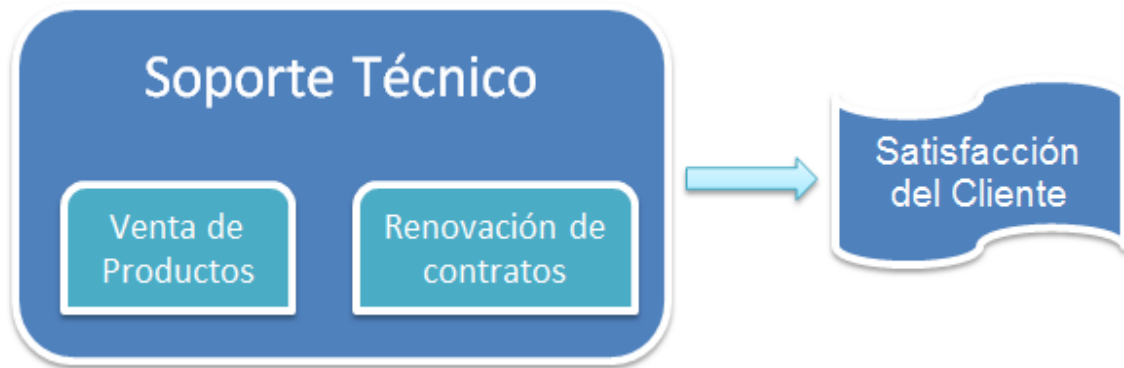 Soporte Técnico
Venta de
Productos
Renovación de
contratos
Satisfacción
del Cliente